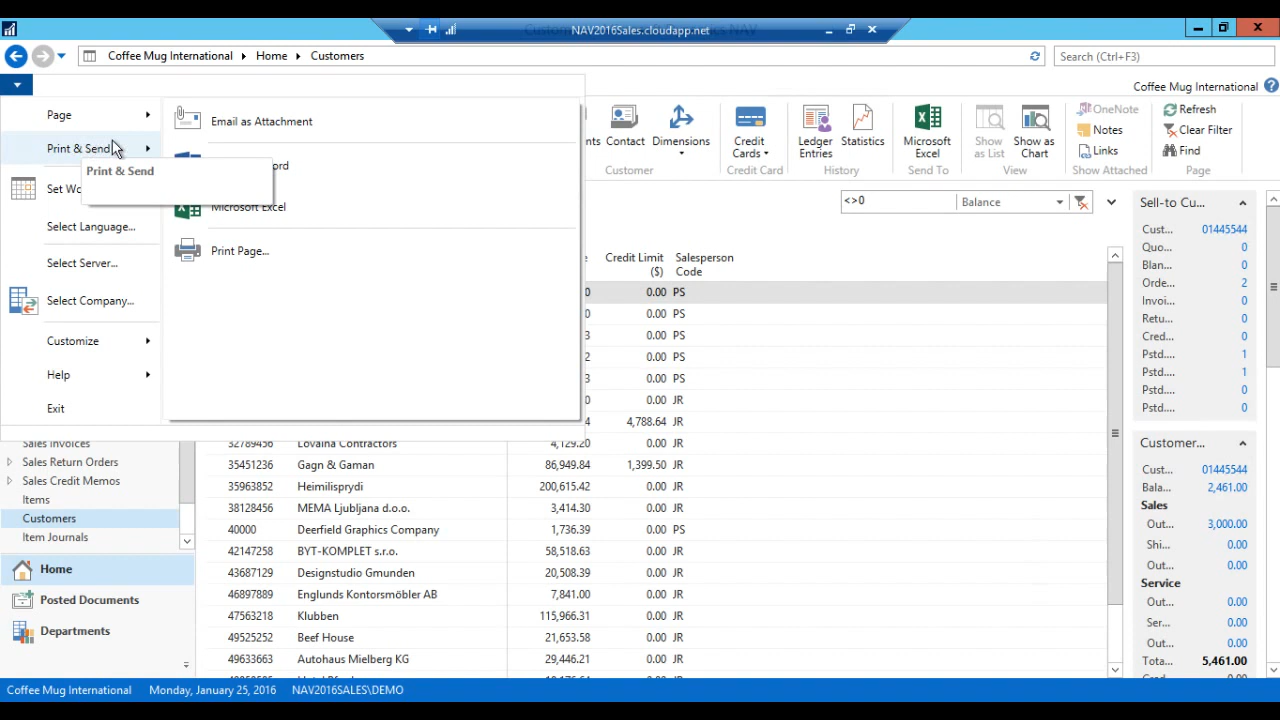 NAV2016Sales.cloudapp.net
Coffee Mug International Home Customers
Search (Ctrl+F3)
Coffee Mug International
Page
Print & Send
Print & Send
Select Language...
Select Server...
Select Company...
Customize
Help
Exit
Email as Attachment
Microsoft Excel
Print Page...
Contact
Dimensions
Customer
Credit Cards
Credit Card
Ledger Entries
Statistics
History
Microsoft Excel
Send To
Show as List
Show as Chart
View
OneNote
Notes
Links
Show Attached
Refresh
Clear Filter
Find
Page
<>0 Balance
Credit Limit ($) Salesperson Code
0 0.00 PS
0 0.00 PS
3 0.00 PS
2 0.00 PS
3 0.00 PS
0 0.00 JR
4 4,788.64 JR
32789456 Lovaina Contractors 4,129.20 0.00 JR
35451236 Gagn & Gaman 86,949.84 1,399.50 JR
35963852 Heimilisprydi 200,615.42 0.00 JR
38128456 MEMA Ljubljana d.o.o. 3,414.30 0.00 JR
40000 Deerfield Graphics Company 1,736.39 0.00 PS
42147258 BYT-KOMPLET s.r.o. 58,518.63 0.00 JR
43687129 Designstudio Gmunden 20,508.39 0.00 JR
46897889 Englunds Kontorsmöbler AB 7,841.00 0.00 JR
47563218 Klubben 115,966.31 0.00 JR
49525252 Beef House 21,653.58 0.00 JR
49633663 Autohaus Mielberg KG 29,446.21 0.00 JR
Sales Invoices
Sales Return Orders
Sales Credit Memos
Items
Customers
Item Journals
Home
Posted Documents
Departments
Sell-to Cu...
Cust... 01445544
Quo... 0
Blan... 0
Orde... 2
Invoi... 0
Retu... 0
Cred... 0
Pstd.... 1
Pstd.... 1
Pstd.... 0
Pstd.... 0
Customer...
Cust... 01445544
Bala... 2,461.00
Sales
Out... 3,000.00
Shi... 0.00
Out... 0.00
Service
Out... 0.00
Ser... 0.00
Out... 0.00
Tota... 5,461.00
Coffee Mug International Monday, January 25, 2016 NAV2016SALES\DEMO